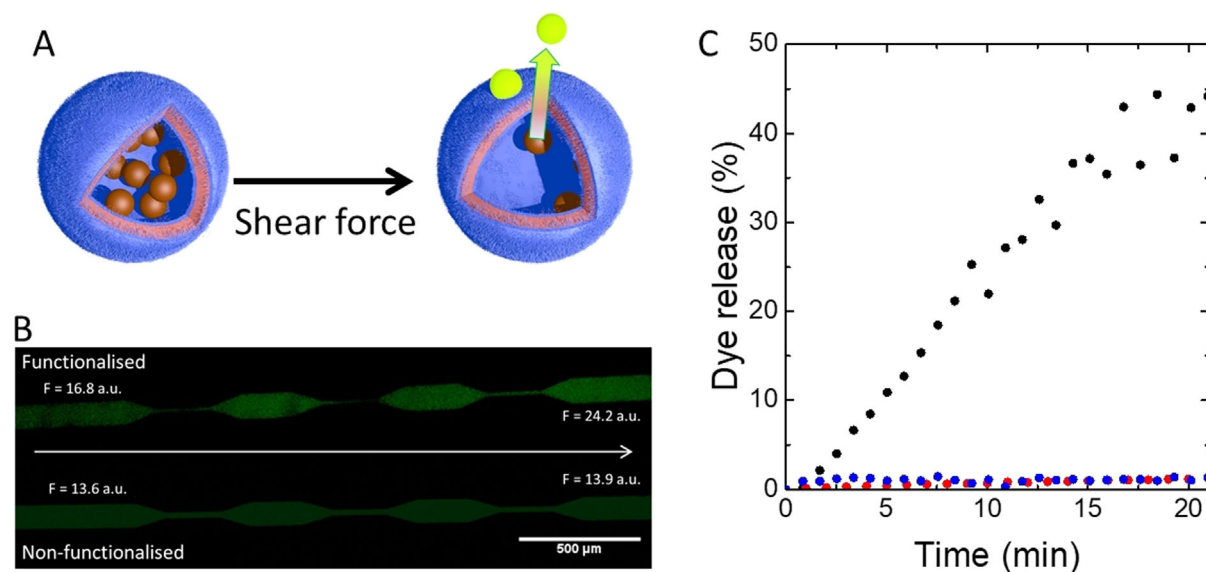 A
Shear force
B
Functionalised
F = 16.8 a.u.
F = 24.2 a.u.
F = 13.6 a.u.
F = 13.9 a.u.
Non-functionalised
500 µm
C
Dye release (%)
50
40
30
20
10
0
0 5 10 15 20
Time (min)